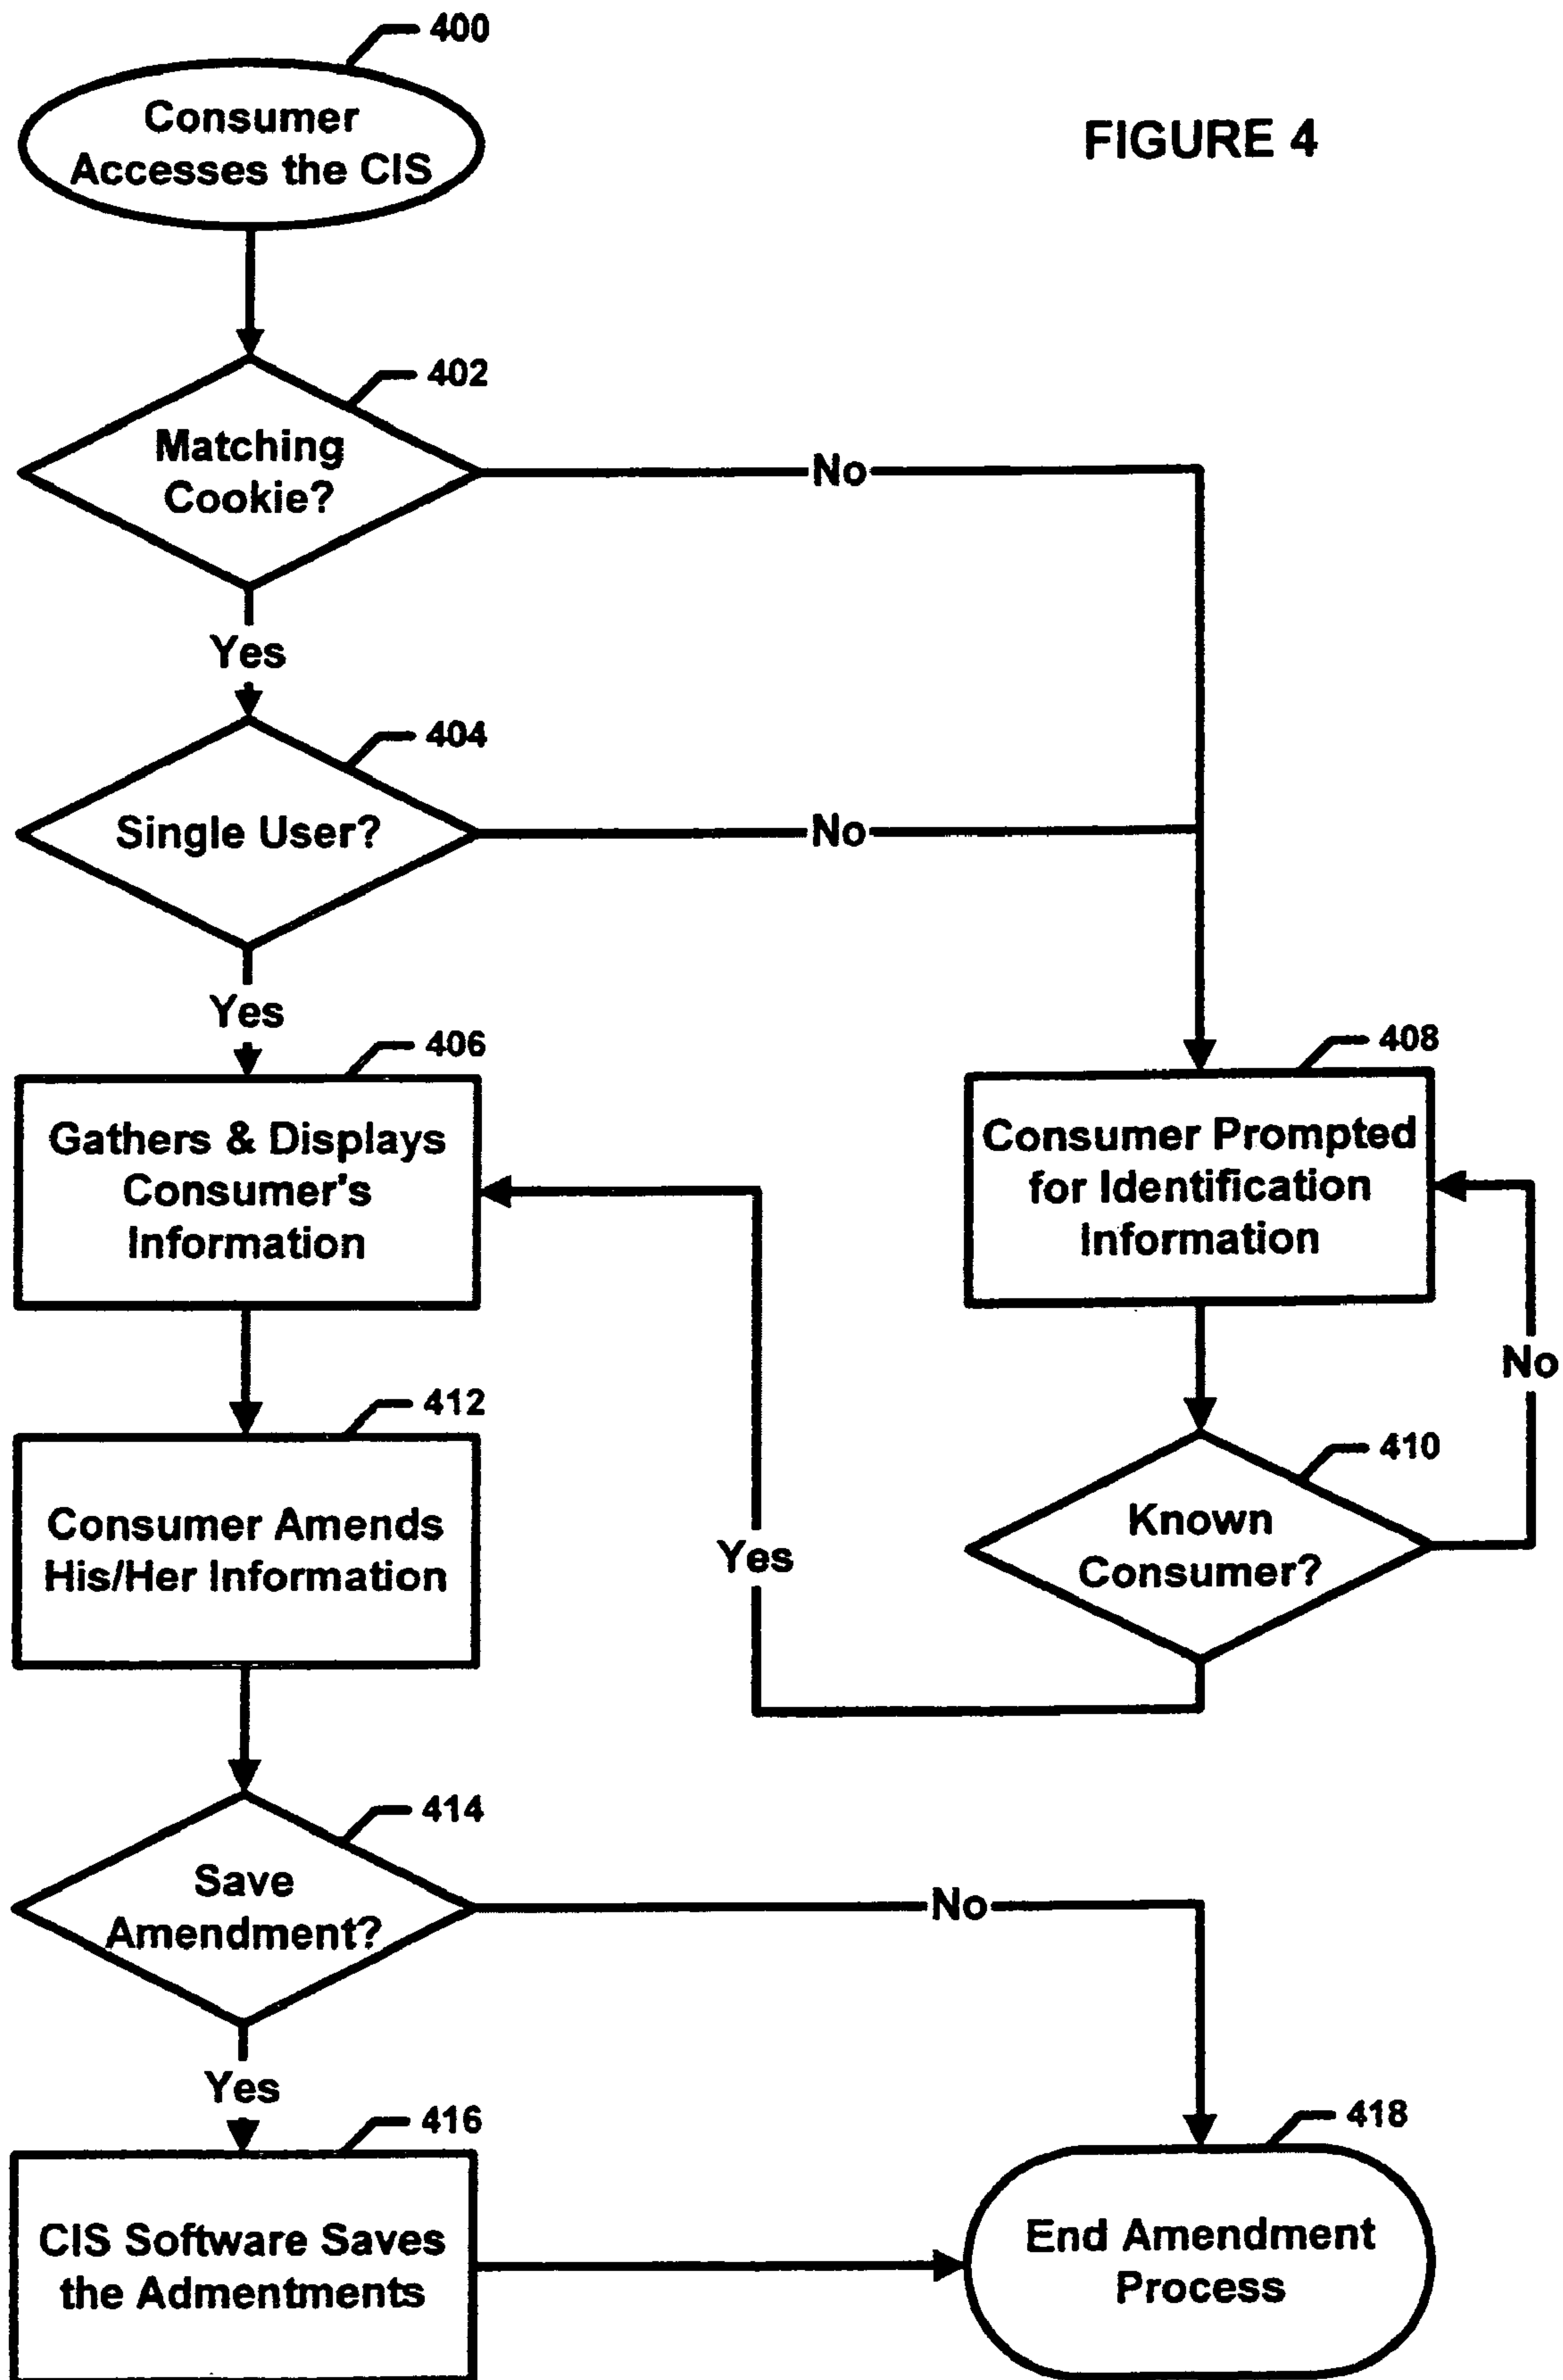 400
Consumer
Accesses the CIS
FIGURE 4
402
Matching
Cookie?
No
Yes
404
Single User?
No
Yes
406
Gathers & Displays
Consumer's
Information
408
Consumer Prompted
for Identification
Information
No
412
Consumer Amends
His/Her Information
410
Known
Consumer?
Yes
414
Save
Amendment?
No
Yes
416
CIS Software Saves
the Admentments
418
End Amendment
Process